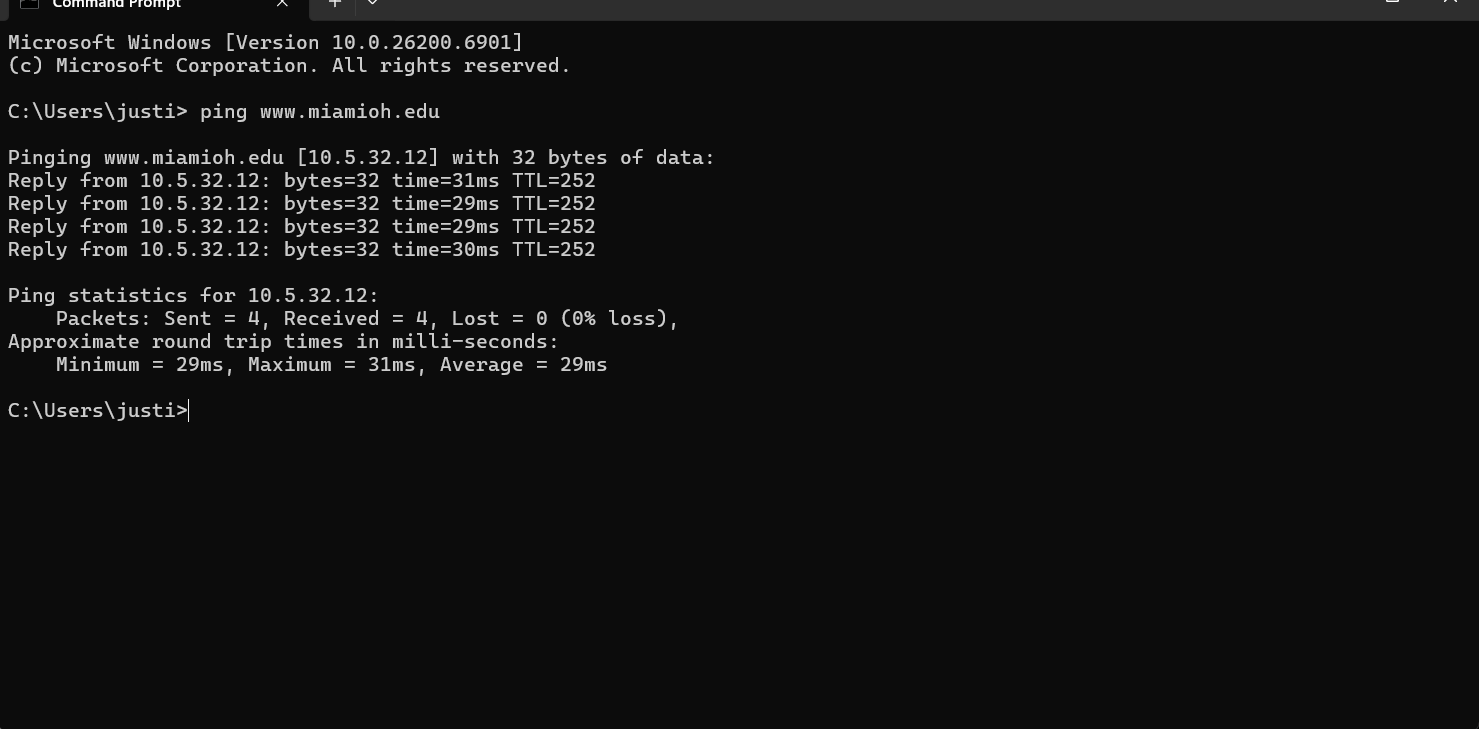 Command Prompt
Microsoft Windows [Version 10.0.26200.6901]
(c) Microsoft Corporation. All rights reserved.
C:\Users\justi> ping www.miamioh.edu
Pinging www.miamioh.edu [10.5.32.12] with 32 bytes of data:
Reply from 10.5.32.12: bytes=32 time=31ms TTL=252
Reply from 10.5.32.12: bytes=32 time=29ms TTL=252
Reply from 10.5.32.12: bytes=32 time=29ms TTL=252
Reply from 10.5.32.12: bytes=32 time=30ms TTL=252
Ping statistics for 10.5.32.12:
    Packets: Sent = 4, Received = 4, Lost = 0 (0% loss),
Approximate round trip times in milli-seconds:
    Minimum = 29ms, Maximum = 31ms, Average = 29ms
C:\Users\justi>